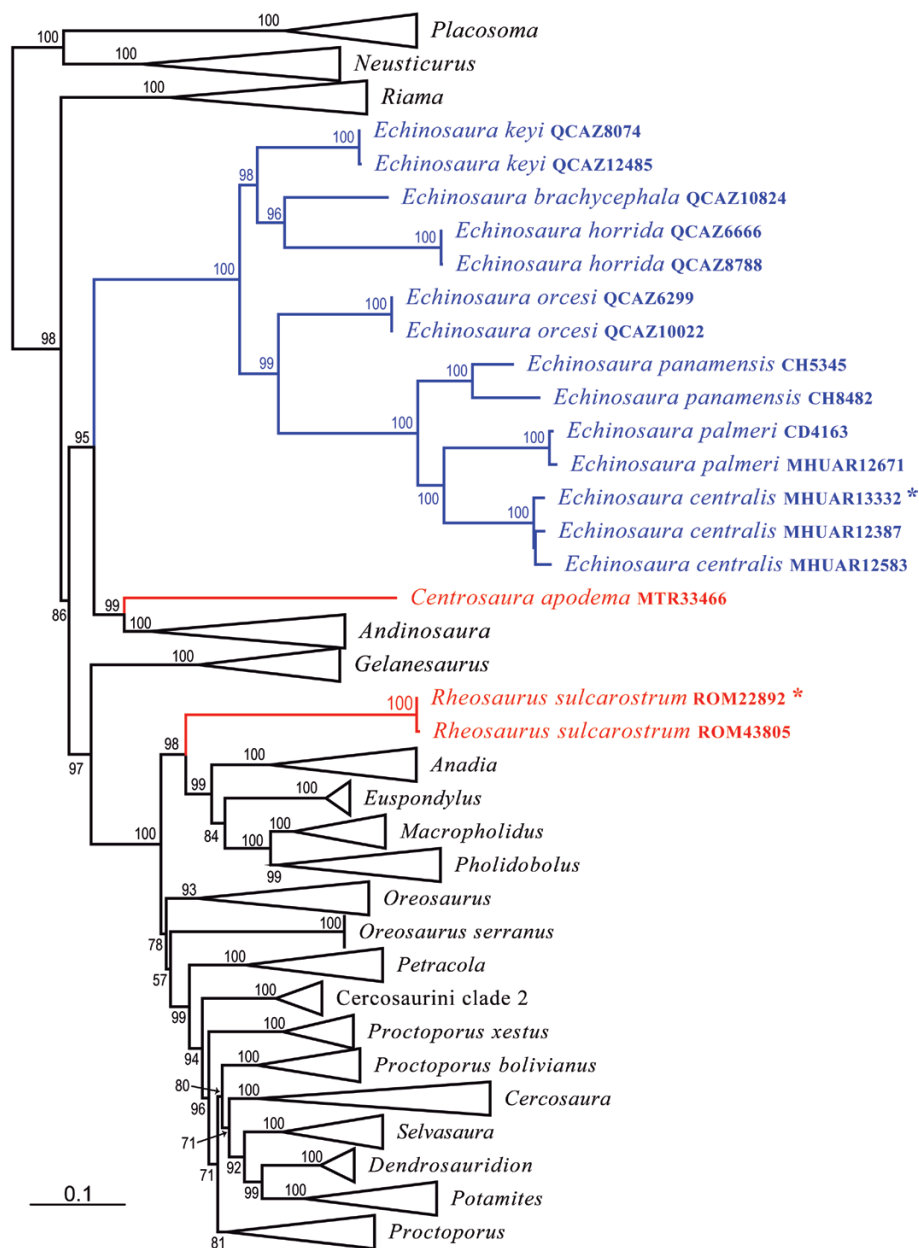 100 Placosoma
100
100 Neusticurus
100 Riama
100 Echinosaura keyi QCAZ8074
Echinosaura keyi QCAZ12485
98
Echinosaura brachycephala QCAZ10824
96
100 Echinosaura horrida QCAZ6666
Echinosaura horrida QCAZ8788
100
100 Echinosaura orcesi QCAZ6299
Echinosaura orcesi QCAZ10022
98
99
Echinosaura panamensis CH5345
100
Echinosaura panamensis CH8482
100
Echinosaura palmeri CD4163
95
100
Echinosaura palmeri MHUAR12671
100
Echinosaura centralis MHUAR13332 *
100
Echinosaura centralis MHUAR12387
Echinosaura centralis MHUAR12583
Centrosaura apodema MTR33466
99
86
100 Andinosaura
100 Gelanesaurus
Rheosaurus sulcarostrum ROM22892 *
100
Rheosaurus sulcarostrum ROM43805
98
97
100 Anadia
99
100 Euspondylus
84
100 Macropholidus
100
100
99 Pholidobolus
93 Oreosaurus
78
100 Oreosaurus serranus
57
100 Petracola
99
100 Cercosaurini clade 2
94
100 Proctoporus xestus
100 Proctoporus bolivianus
80
96
100 Cercosaura
71
100 Selvasaura
92
71
100 Dendrosauridion
99
100 Potamites
0.1
81 Proctoporus